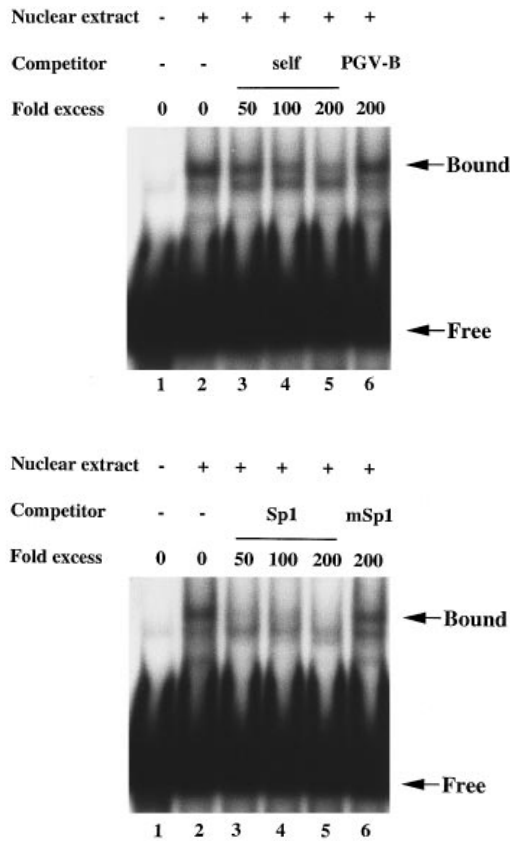 Nuclear extract - + + + + +
Competitor - - self PGV-B
Fold excess 0 0 50 100 200 200
Bound
Free
1 2 3 4 5 6
Nuclear extract - + + + + +
Competitor - - Sp1 mSp1
Fold excess 0 0 50 100 200 200
Bound
Free
1 2 3 4 5 6